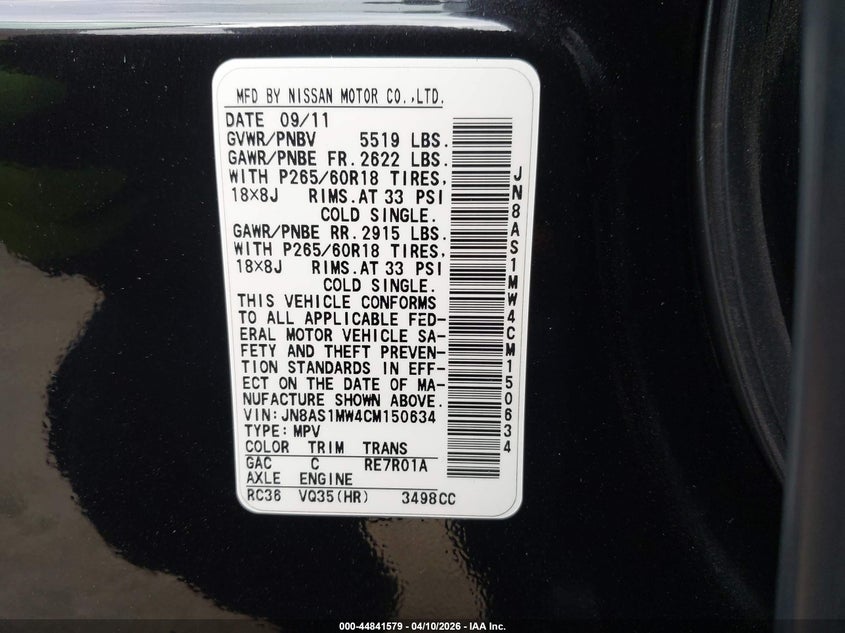 MFD BY NISSAN MOTOR CO.,LTD.
DATE 09/11
GVWR/PNBV 5519 LBS.
GAWR/PNBE FR. 2622 LBS.
WITH P265/60R18 TIRES,
18×8J RIMS. AT 33 PSI
COLD SINGLE.
GAWR/PNBE RR. 2915 LBS.
WITH P265/60R18 TIRES,
18×8J RIMS. AT 33 PSI
COLD SINGLE.
THIS VEHICLE CONFORMS
TO ALL APPLICABLE FED-
ERAL MOTOR VEHICLE SA-
FETY AND THEFT PREVEN-
TION STANDARDS IN EFF-
ECT ON THE DATE OF MA-
NUFACTURE SHOWN ABOVE.
VIN:JN8AS1MW4CM150634
TYPE:MPV
COLOR TRIM TRANS
GAC C RE7R01A
AXLE ENGINE
RC36 VQ35(HR) 3498CC
JN8AS1MW4CM150634
000-44841579 - 04/10/2026 - IAA Inc.